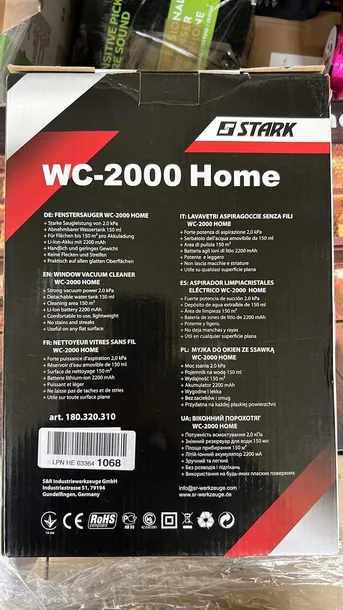 STARK
WC-2000 Home
DE: FENSTERSAUGER WC-2000 HOME
+ Starke Saugleistung von 2.0 kPa
+ Abnehmbarer Wassertank 150 ml
+ Für Flächen bis 150 m² pro Akkuladung
+ Li-Ion-Akku mit 2200 mAh
+ Handlich und geringes Gewicht
+ Keine Flecken und Streifen
+ Praktisch auf allen glatten Oberflächen
EN: WINDOW VACUUM CLEANER
WC-2000 HOME
+ Strong vacuum power 2.0 kPa
+ Detachable water tank 150 ml
+ Cleaning area 150 m²
+ Li-ion battery 2200 mAh
+ Comfortable to use, lightweight
+ No stains and streaks
+ Useful on any flat surface
FR: NETTOYEUR VITRES SANS FIL
WC-2000 HOME
+ Forte puissance d'aspiration 2.0 kPa
+ Réservoir d'eau amovible de 150 ml
+ Surface de nettoyage 150 m²
+ Batterie lithium-ion 2200 mAh
+ Puissant et léger
+ Ne laisse pas de taches et de stries
+ Utile sur toute surface plane
art. 180.320.310
LPN HE 63364 1068
S&R Industriewerkzeuge GmbH
Industriestrasse 51, 79194
Gundelfingen, Germany
IT: LAVAVETRI ASPIRAGOCCIE SENZA FILI
WC-2000 HOME
+ Forte potenza di aspirazione 2.0 kPa
+ Serbatoio dell'acqua amovibile da 150 ml
+ Area di pulizia 150 m²
+ Batteria agli ioni di litio 2200 mAh
+ Potente e leggero
+ Non lascia macchie e striature
+ Utile su qualsiasi superficie plana
ES: ASPIRADOR LIMPIACRISTALES
ELÉCTRICO WC-2000 HOME
+ Fuerte potencia de succión 2.0 kPa
+ Depósito de agua extraíble de 150 ml
+ Área de limpieza 150 m²
+ Batería de iones de litio de 2200 mAh
+ Potente y ligero.
+ No deja manchas y rayas
+ Útil en cualquier superficie plana
PL: MYJKA DO OKIEN ZE SSAWKĄ
WC-2000 HOME
+ Moc ssania 2.0 kPa
+ Pojemnik na wodę 150 ml
+ Wydajność 150 m²
+ Akumulator 2200 mAh
+ Mocny i lekki
+ Bez zacieków i smug
+ Przydatna na każdej płaskiej powierzchni
UA: ВІКОННИЙ ПОРОХОТЯГ
WC-2000 HOME
+ Потужність всмоктування 2,0 кПа
+ Знімний резервуар для води 150 мл
+ Площа прибирання 150 м²
+ Літій-іонний акумулятор 2200 мА
+ Зручний та легкий
+ Без розводів і підтікань
+ Використання на будь-яких плоских поверхнях
info@sr-werkzeuge.com
www.sr-werkzeuge.com
CE
RoHS
compliant